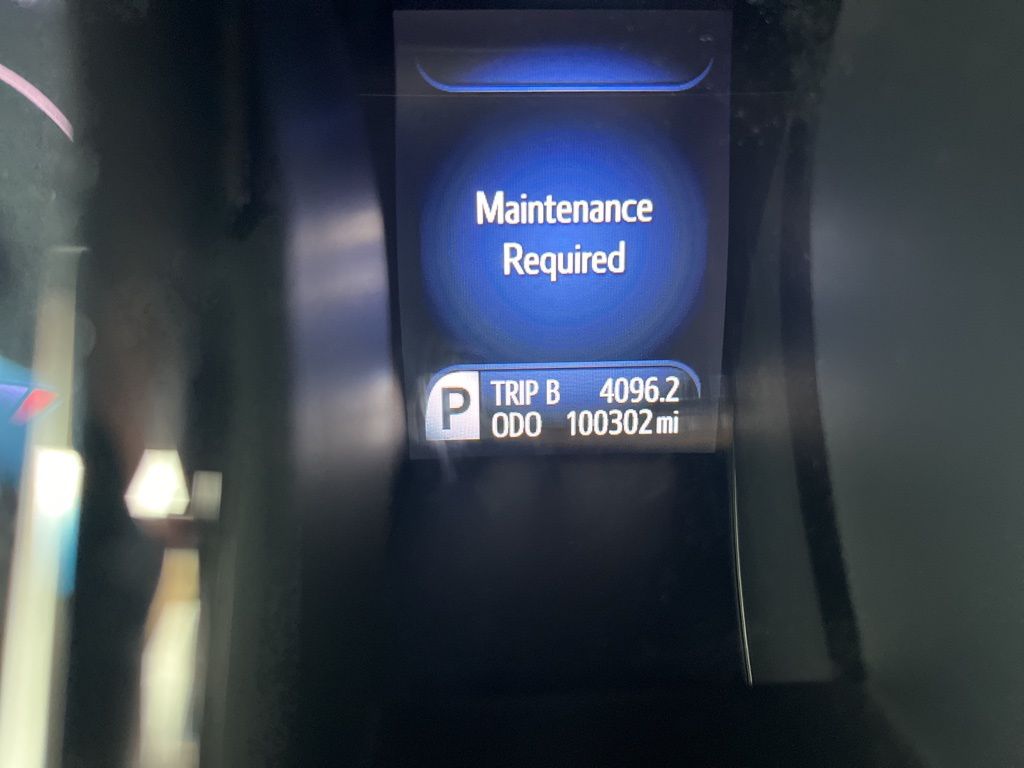 Maintenance
Required
P
TRIP B 4096.2
ODO 100302 mi